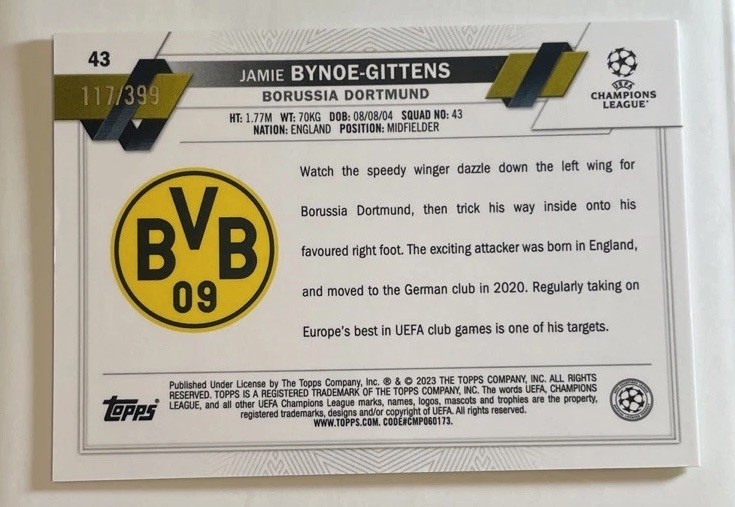 43
117/399
JAMIE BYNOE-GITTENS
BORUSSIA DORTMUND
HT: 1.77M WT: 70KG DOB: 08/08/04 SQUAD NO: 43
NATION: ENGLAND POSITION: MIDFIELDER
UEFA
CHAMPIONS
LEAGUE
BVB
09
Watch the speedy winger dazzle down the left wing for
Borussia Dortmund, then trick his way inside onto his
favoured right foot. The exciting attacker was born in England,
and moved to the German club in 2020. Regularly taking on
Europe's best in UEFA club games is one of his targets.
Topps
Published Under License by The Topps Company, Inc. ® & © 2023 THE TOPPS COMPANY, INC. ALL RIGHTS
RESERVED. TOPPS IS A REGISTERED TRADEMARK OF THE TOPPS COMPANY, INC. The words UEFA, CHAMPIONS
LEAGUE, and all other UEFA Champions League marks, names, logos, mascots and trophies are the property,
registered trademarks, designs and/or copyright of UEFA. All rights reserved.
WWW.TOPPS.COM. CODE#CMP060173.